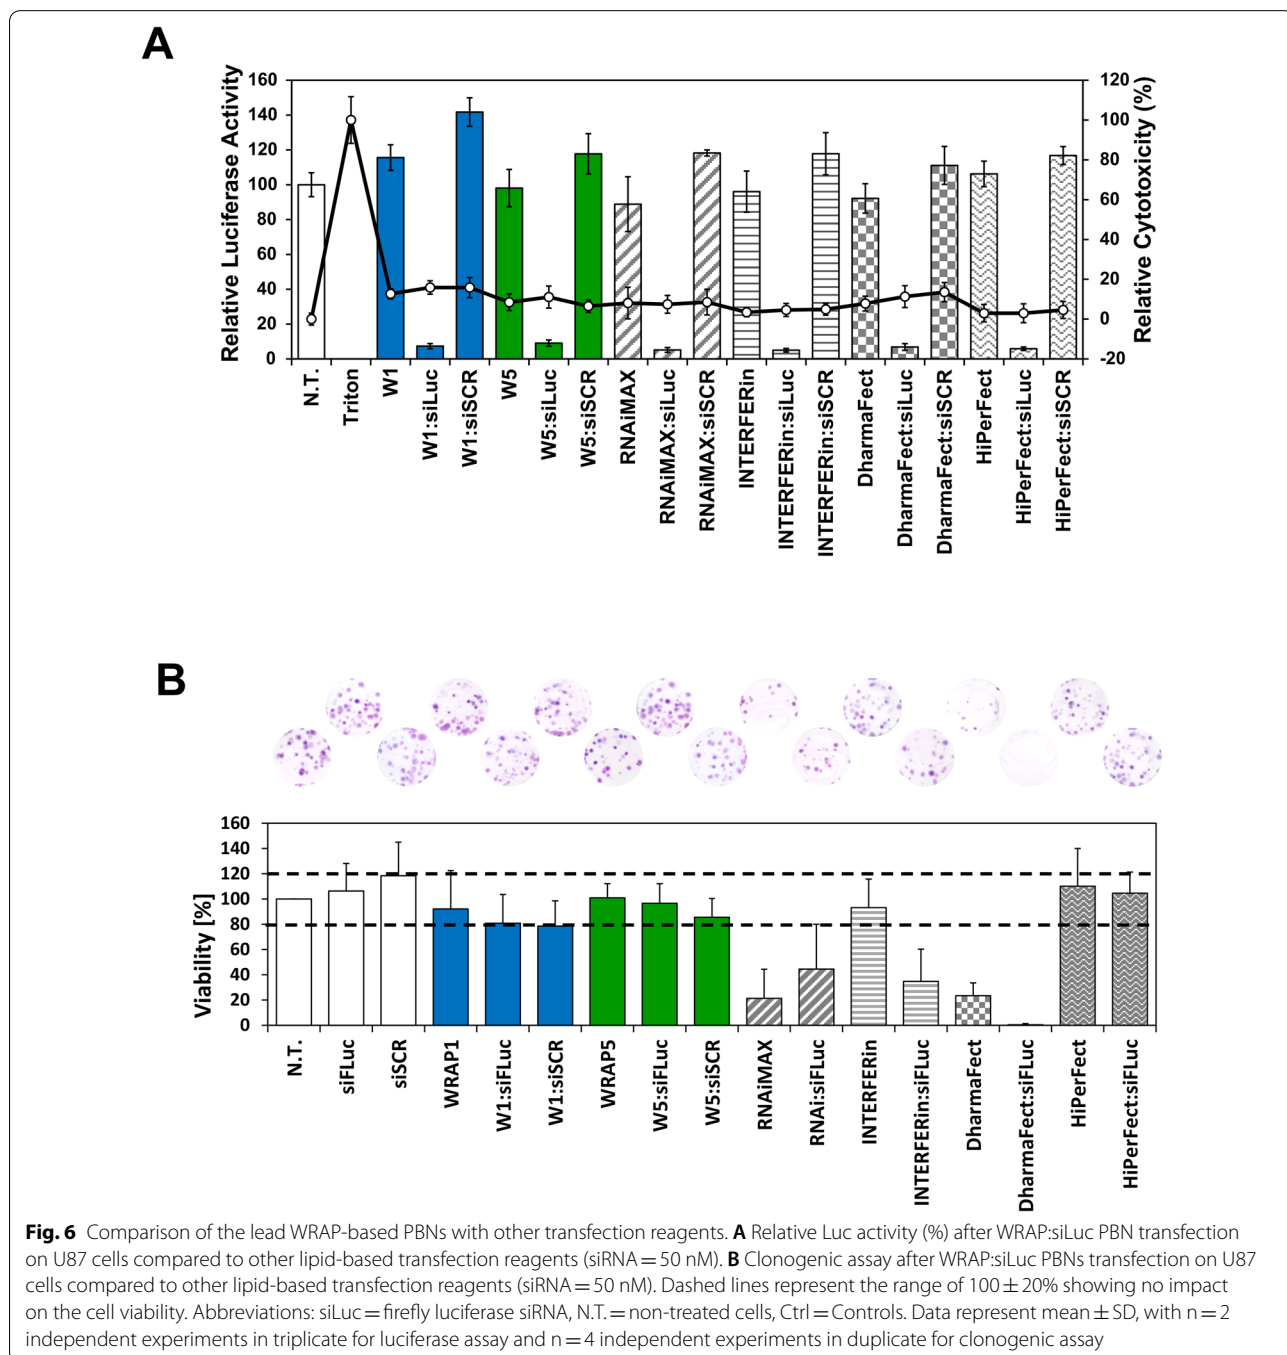 A
Relative Luciferase Activity
160
140
120
100
80
60
40
20
0
120
100
80
60
40
20
0
-20
Relative Cytotoxicity (%)
N.T.
Triton
W1
W1:siLuc
W1:siSCR
W5
W5:siLuc
W5:siSCR
RNAiMAX
RNAiMAX:siLuc
RNAiMAX:siSCR
INTERFERin
INTERFERin:siLuc
INTERFERin:siSCR
DharmaFect
DharmaFect:siLuc
DharmaFect:siSCR
HiPerFect
HiPerFect:siLuc
HiPerFect:siSCR
B
Viability [%]
160
140
120
100
80
60
40
20
0
N.T.
siFLuc
siSCR
WRAP1
W1:siFLuc
W1:siSCR
WRAP5
W5:siFLuc
W5:siSCR
RNAiMAX
RNAi:siFLuc
INTERFERin
INTERFERin:siFLuc
DharmaFect
DharmaFect:siFLuc
HiPerFect
HiPerFect:siFLuc
Fig. 6 Comparison of the lead WRAP-based PBNs with other transfection reagents. A Relative Luc activity (%) after WRAP:siLuc PBN transfection
on U87 cells compared to other lipid-based transfection reagents (siRNA = 50 nM). B Clonogenic assay after WRAP:siLuc PBNs transfection on U87
cells compared to other lipid-based transfection reagents (siRNA = 50 nM). Dashed lines represent the range of 100 ± 20% showing no impact
on the cell viability. Abbreviations: siLuc = firefly luciferase siRNA, N.T. = non-treated cells, Ctrl = Controls. Data represent mean ± SD, with n = 2
independent experiments in triplicate for luciferase assay and n = 4 independent experiments in duplicate for clonogenic assay